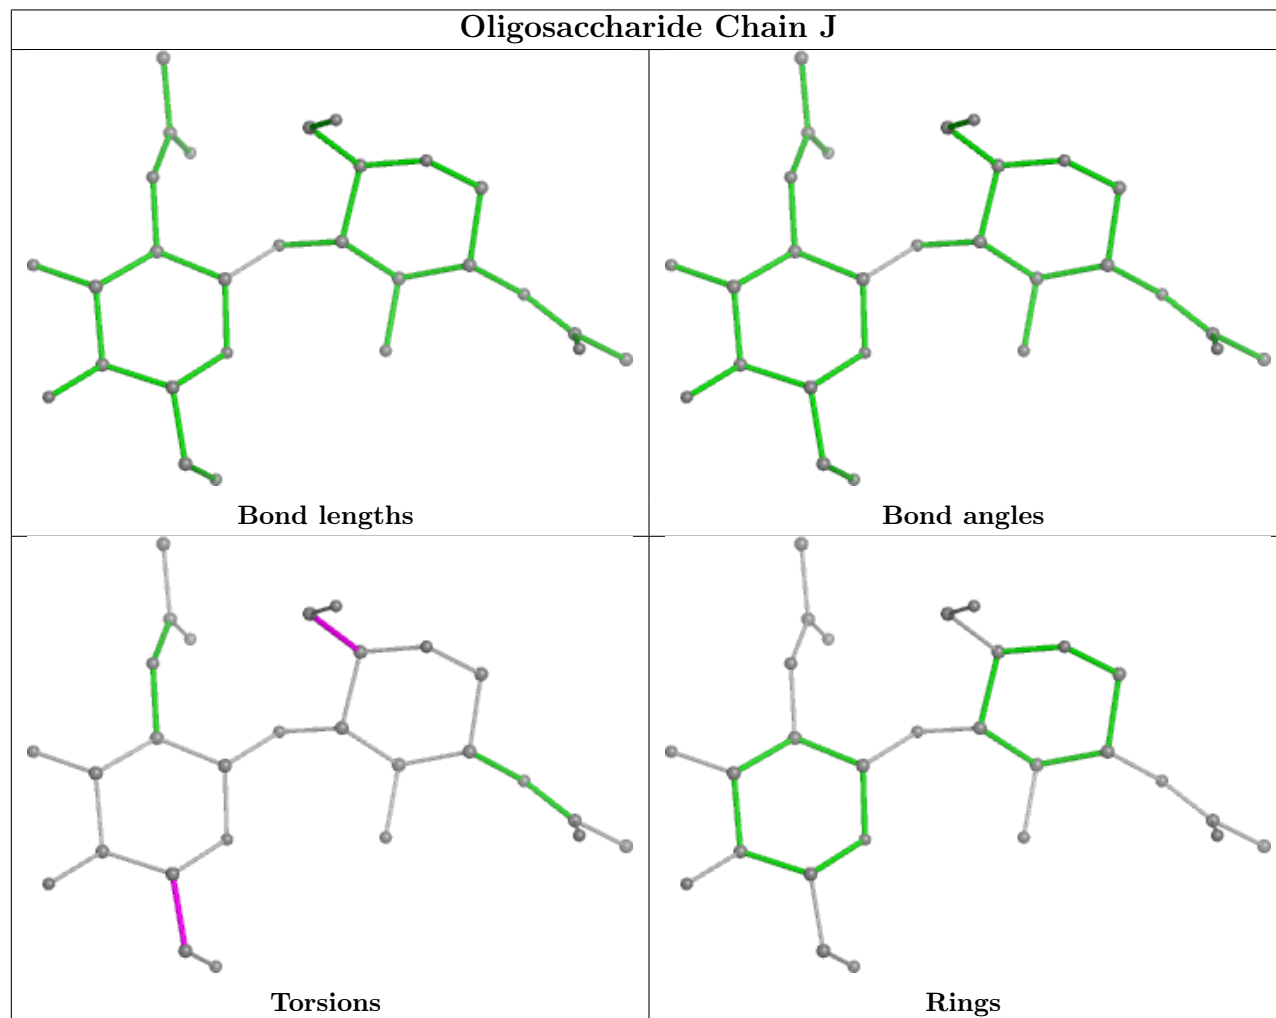 Oligosaccharide Chain J
Bond lengths
Bond angles
Torsions
Rings